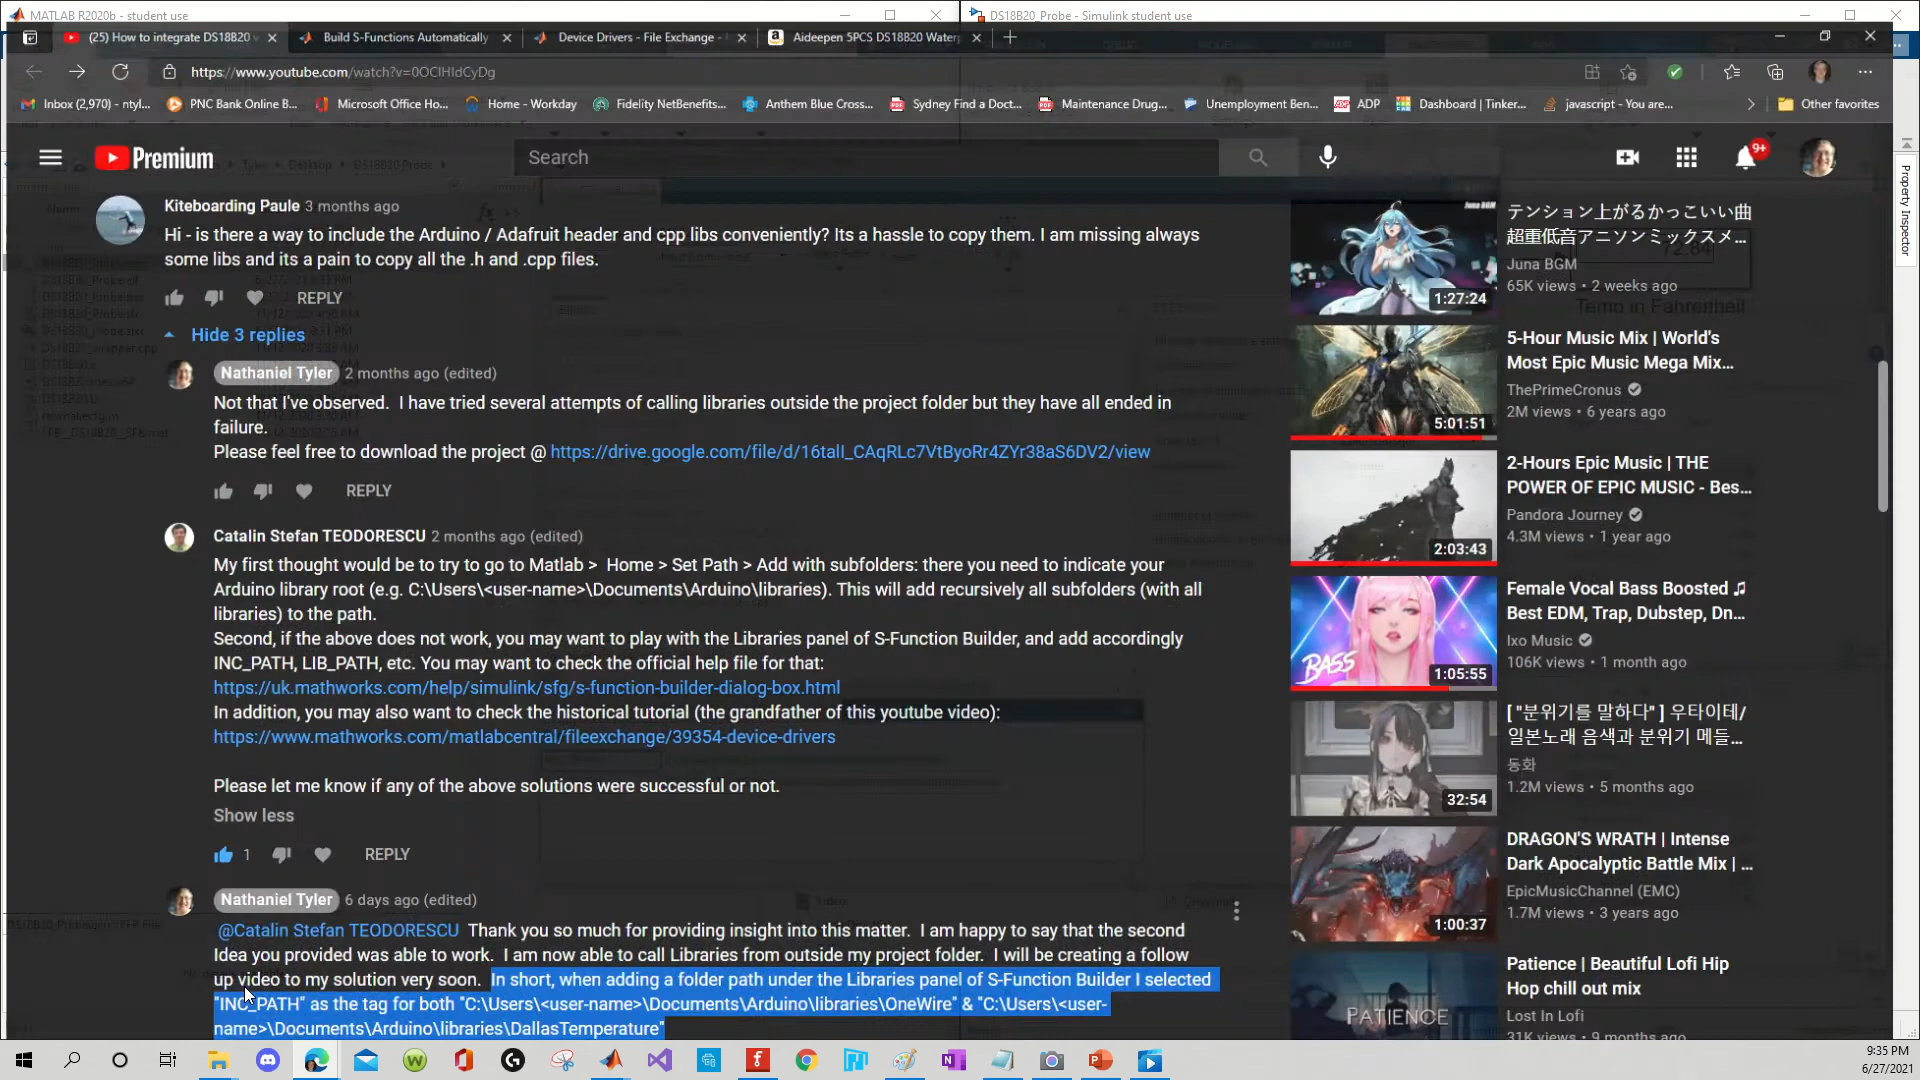 MATLAB R2020b - student use
DS18B20_Probe - Simulink student use
(25) How to integrate DS18B20
Build S-Functions Automatically
Device Drivers - File Exchange -
Aideepen 5PCS DS18B20 Water
https://www.youtube.com/watch?v=0OCIHIdCyDg
Inbox (2,970) - ntyl...
PNC Bank Online B...
Microsoft Office Ho...
Home - Workday
Fidelity NetBenefits...
Anthem Blue Cross...
Sydney Find a Doct...
Maintenance Drug...
Unemployment Ben...
ADP
Dashboard | Tinker...
javascript - You are...
Other favorites
Premium
Search
9+
Property Inspector
Kiteboarding Paule 3 months ago
Hi - is there a way to include the Arduino / Adafruit header and cpp libs conveniently? Its a hassle to copy them. I am missing always
some libs and its a pain to copy all the .h and .cpp files.
REPLY
Hide 3 replies
Nathaniel Tyler 2 months ago (edited)
Not that I've observed. I have tried several attempts of calling libraries outside the project folder but they have all ended in
failure.
Please feel free to download the project @ https://drive.google.com/file/d/16tall_CAqRLc7VtByoRr4ZYr38aS6DV2/view
REPLY
Catalin Stefan TEODORESCU 2 months ago (edited)
My first thought would be to try to go to Matlab > Home > Set Path > Add with subfolders: there you need to indicate your
Arduino library root (e.g. C:\Users\<user-name>\Documents\Arduino\libraries). This will add recursively all subfolders (with all
libraries) to the path.
Second, if the above does not work, you may want to play with the Libraries panel of S-Function Builder, and add accordingly
INC_PATH, LIB_PATH, etc. You may want to check the official help file for that:
https://uk.mathworks.com/help/simulink/sfg/s-function-builder-dialog-box.html
In addition, you may also want to check the historical tutorial (the grandfather of this youtube video):
https://www.mathworks.com/matlabcentral/fileexchange/39354-device-drivers
Please let me know if any of the above solutions were successful or not.
Show less
1
REPLY
Nathaniel Tyler 6 days ago (edited)
@Catalin Stefan TEODORESCU Thank you so much for providing insight into this matter. I am happy to say that the second
Idea you provided was able to work. I am now able to call Libraries from outside my project folder. I will be creating a follow
up video to my solution very soon. In short, when adding a folder path under the Libraries panel of S-Function Builder I selected
"INC_PATH" as the tag for both "C:\Users\<user-name>\Documents\Arduino\libraries\OneWire" & "C:\Users\<user-
name>\Documents\Arduino\libraries\DallasTemperature"
Juna BGM
1:27:24
テンション上がるかっこいい曲
超重低音アニソンミックスメ...
Juna BGM
65K views • 2 weeks ago
72.84
Temp in Fahrenheit
5:01:51
5-Hour Music Mix | World's
Most Epic Music Mega Mix...
ThePrimeCronus
2M views • 6 years ago
2:03:43
2-Hours Epic Music | THE
POWER OF EPIC MUSIC - Bes...
Pandora Journey
4.3M views • 1 year ago
BASS
1:05:55
Female Vocal Bass Boosted ♫
Best EDM, Trap, Dubstep, Dn...
Ixo Music
106K views • 1 month ago
32:54
[ "분위기를 말하다" ] 우타이테/
일본노래 음색과 분위기 메들...
동화
1.2M views • 5 months ago
1:00:37
DRAGON'S WRATH | Intense
Dark Apocalyptic Battle Mix | ...
EpicMusicChannel (EMC)
1.7M views • 3 years ago
PATIENCE
Patience | Beautiful Lofi Hip
Hop chill out mix
Lost In Lofi
31K views • 9 months ago
9:35 PM
6/27/2021